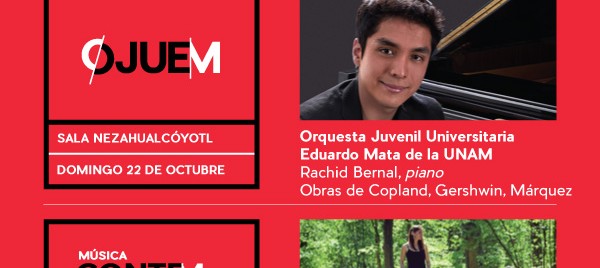 OJUEM
SALA NEZAHUALCÓYOTL
DOMINGO 22 DE OCTUBRE
Orquesta Juvenil Universitaria
Eduardo Mata de la UNAM
Rachid Bernal, piano
Obras de Copland, Gershwin, Márquez
MÚSICA